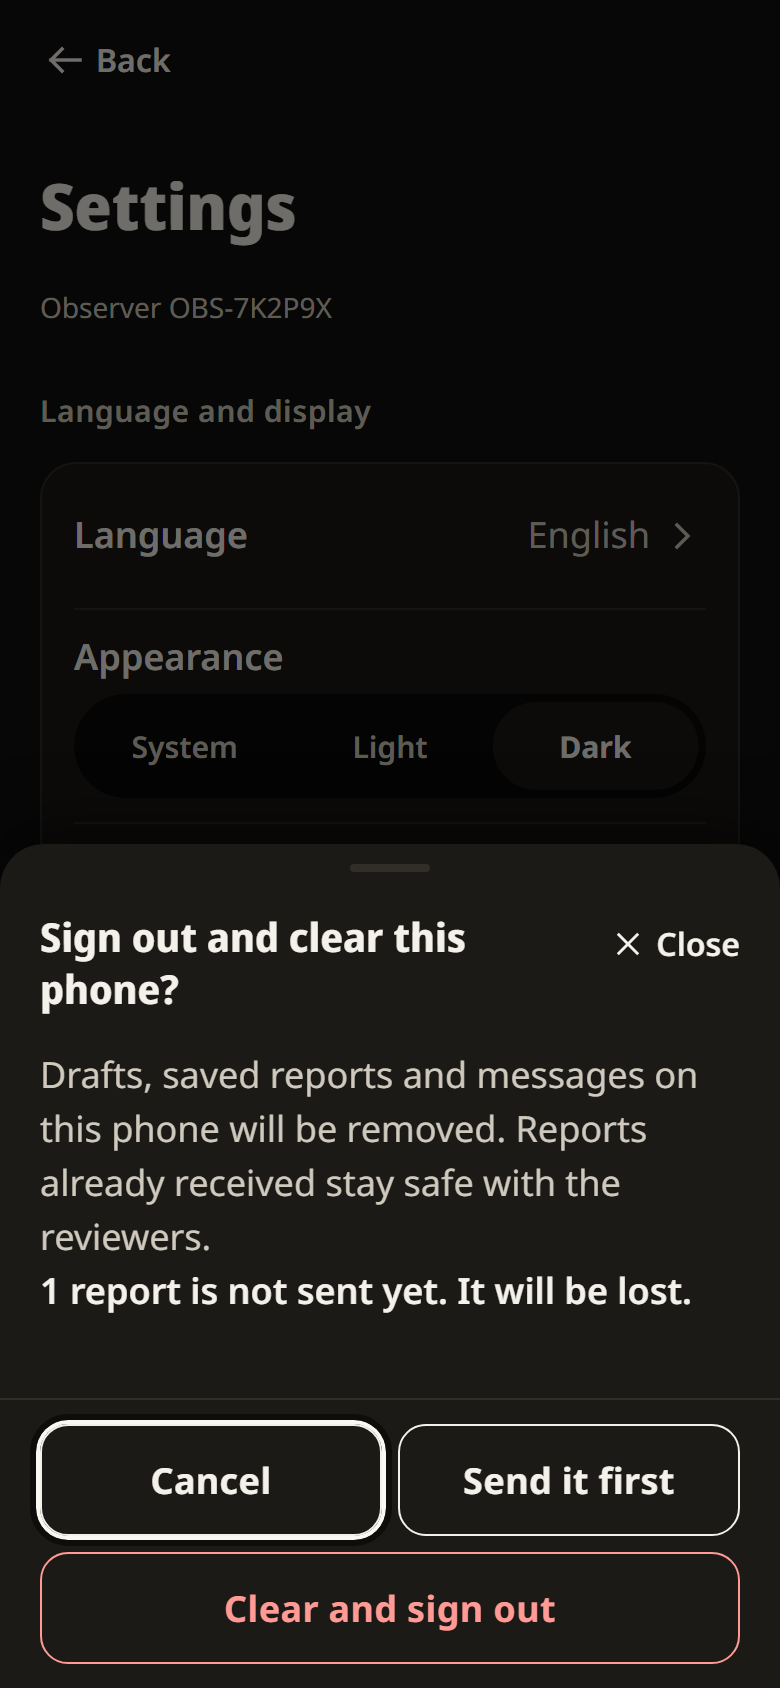 Back
Settings
Observer OBS-7K2P9X
Language and display
Language English
Appearance
System Light Dark
Sign out and clear this
phone?
Close
Drafts, saved reports and messages on
this phone will be removed. Reports
already received stay safe with the
reviewers.
1 report is not sent yet. It will be lost.
Cancel Send it first
Clear and sign out